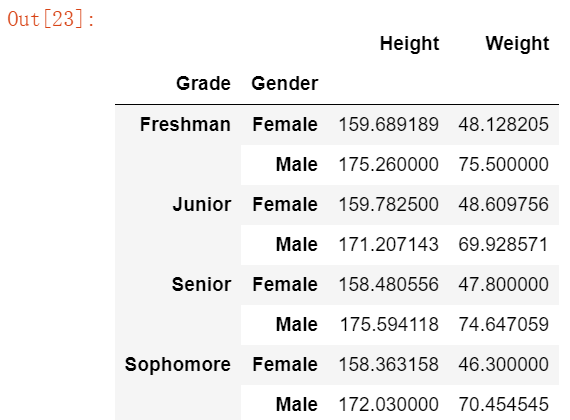 Out[23]:
Height Weight
Grade Gender
Freshman Female 159.689189 48.128205
Male 175.260000 75.500000
Junior Female 159.782500 48.609756
Male 171.207143 69.928571
Senior Female 158.480556 47.800000
Male 175.594118 74.647059
Sophomore Female 158.363158 46.300000
Male 172.030000 70.454545